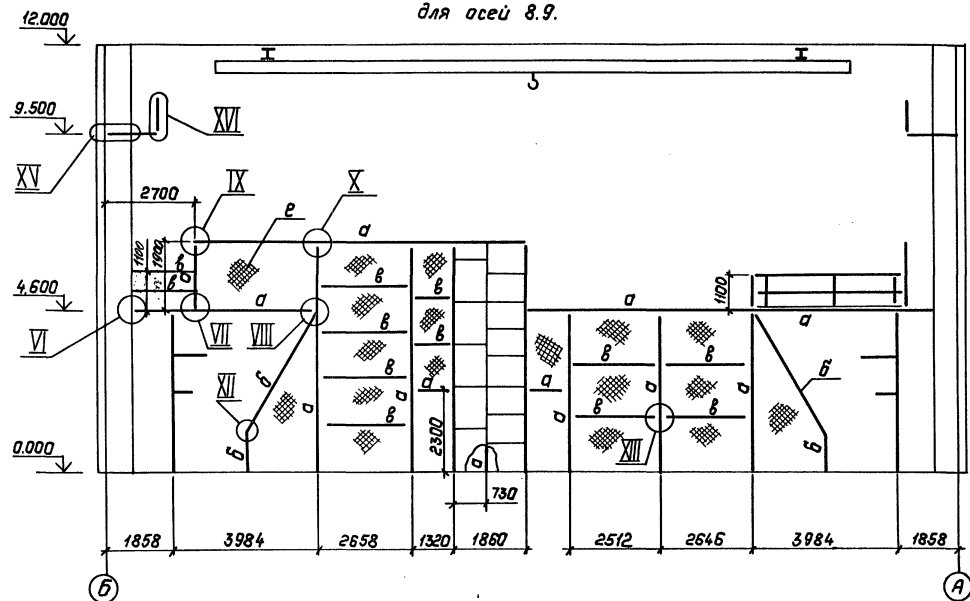 для осей 8.9.
12.000
9.500
XVI
XV
2700
IX
X
е
а
1100
1900
в
а
в
4.600
а
VI
VII
VIII
в
в
в
в
в
а
а
1100
а
а
в
в
б
XII
а
б
а
а
2300
а
а
в
в
а
XIII
б
б
0.000
а
730
1858
3984
2658
1320
1860
2512
2646
3984
1858
Б
А